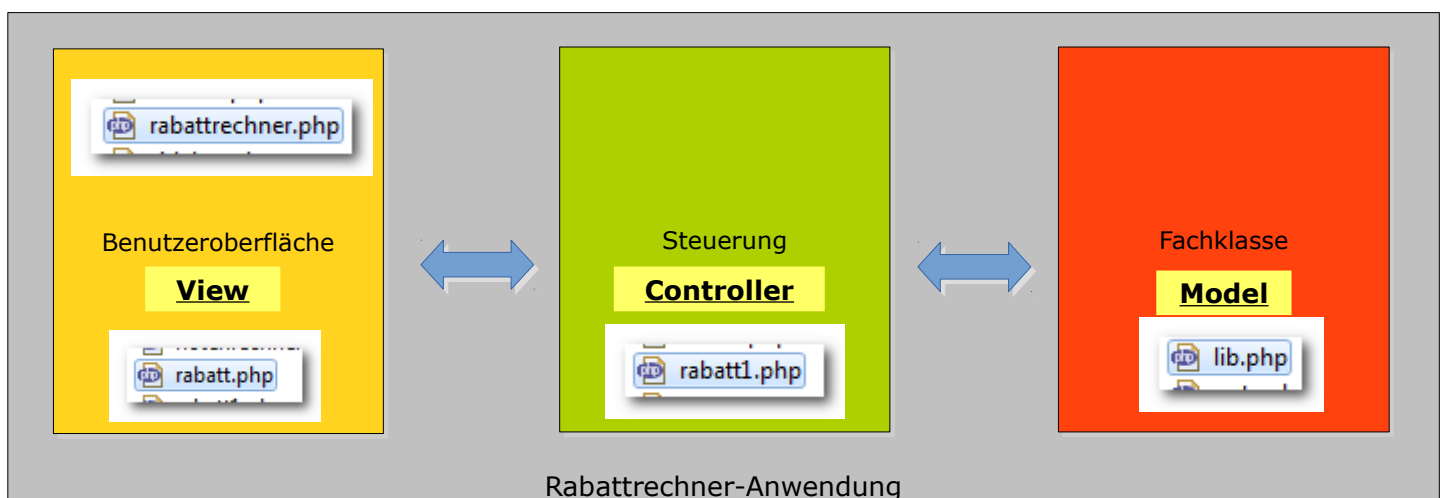 rabattrechner.php
Benutzeroberfläche
View
rabatt.php
Steuerung
Controller
rabatt1.php
Fachklasse
Model
lib.php
Rabattrechner-Anwendung